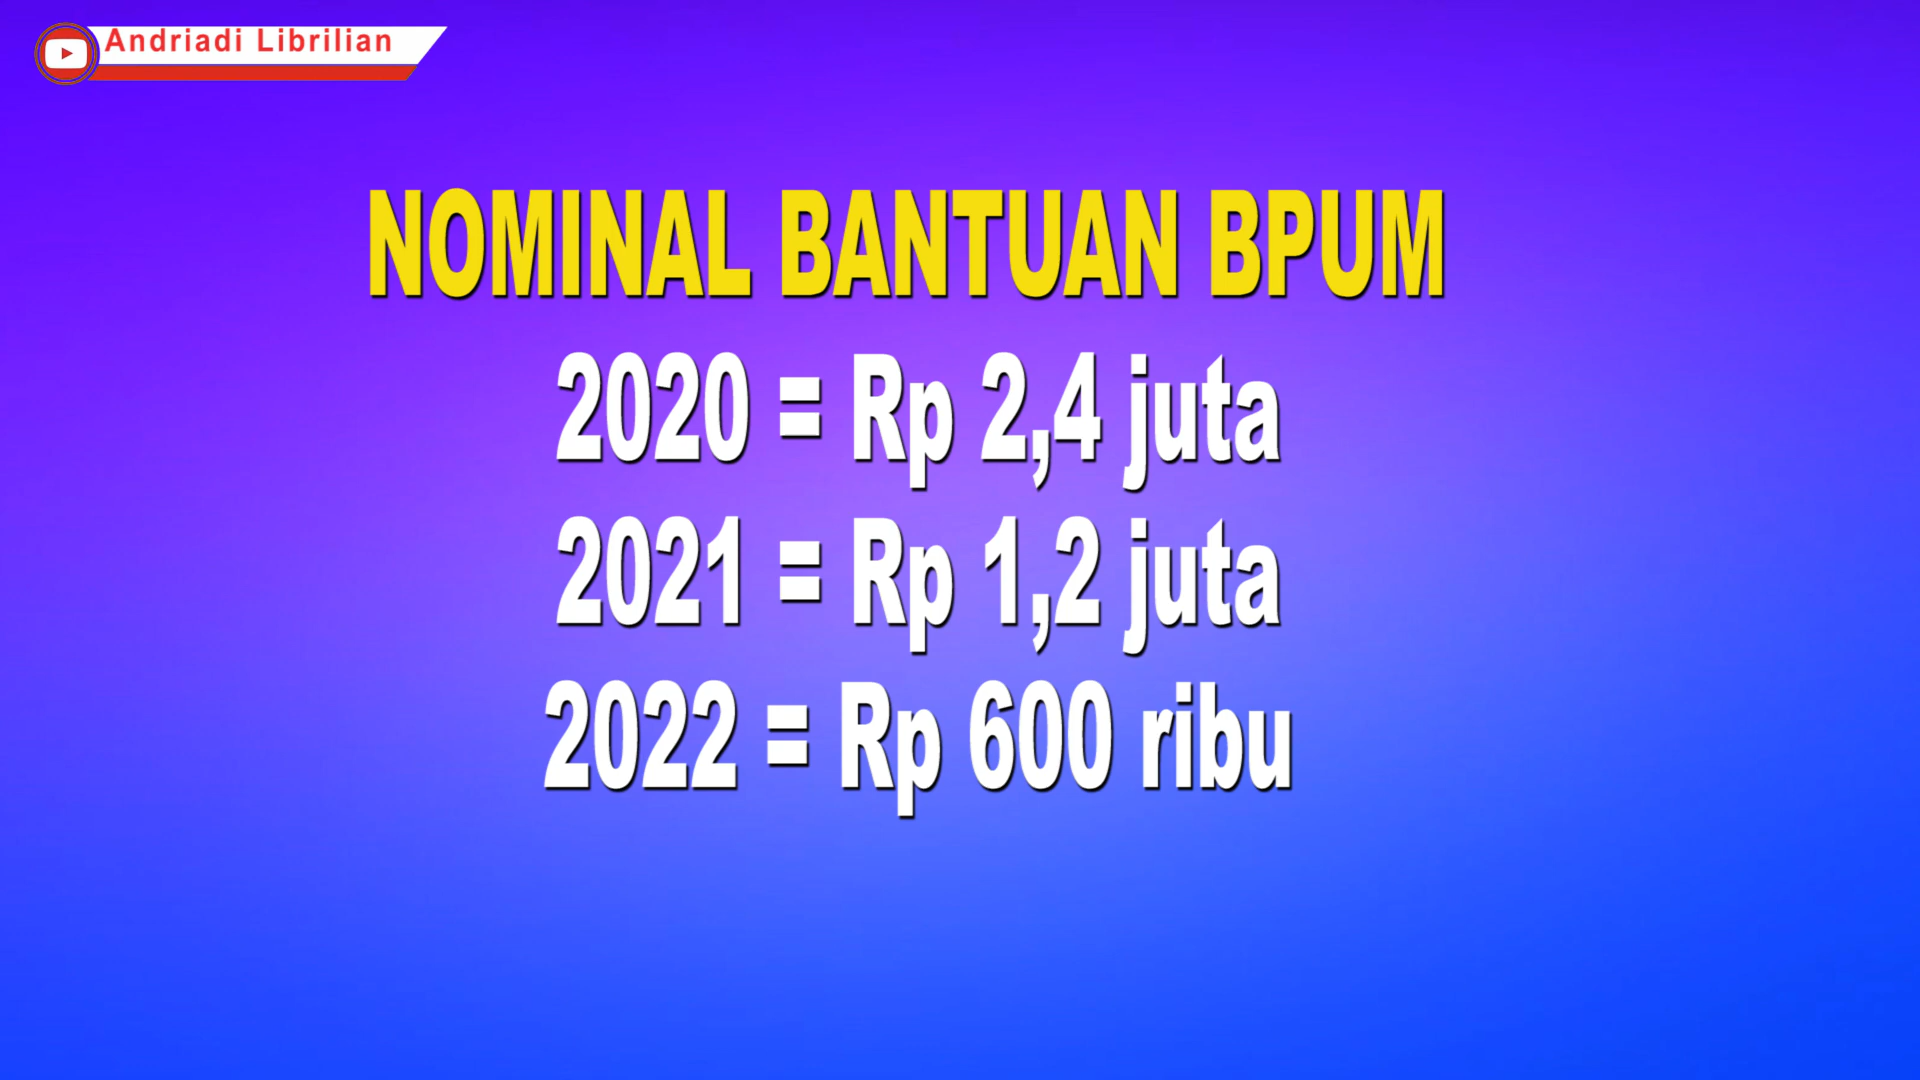 Andriadi Librilian
NOMINAL BANTUAN BPUM
2020 = Rp 2,4 juta
2021 = Rp 1,2 juta
2022 = Rp 600 ribu